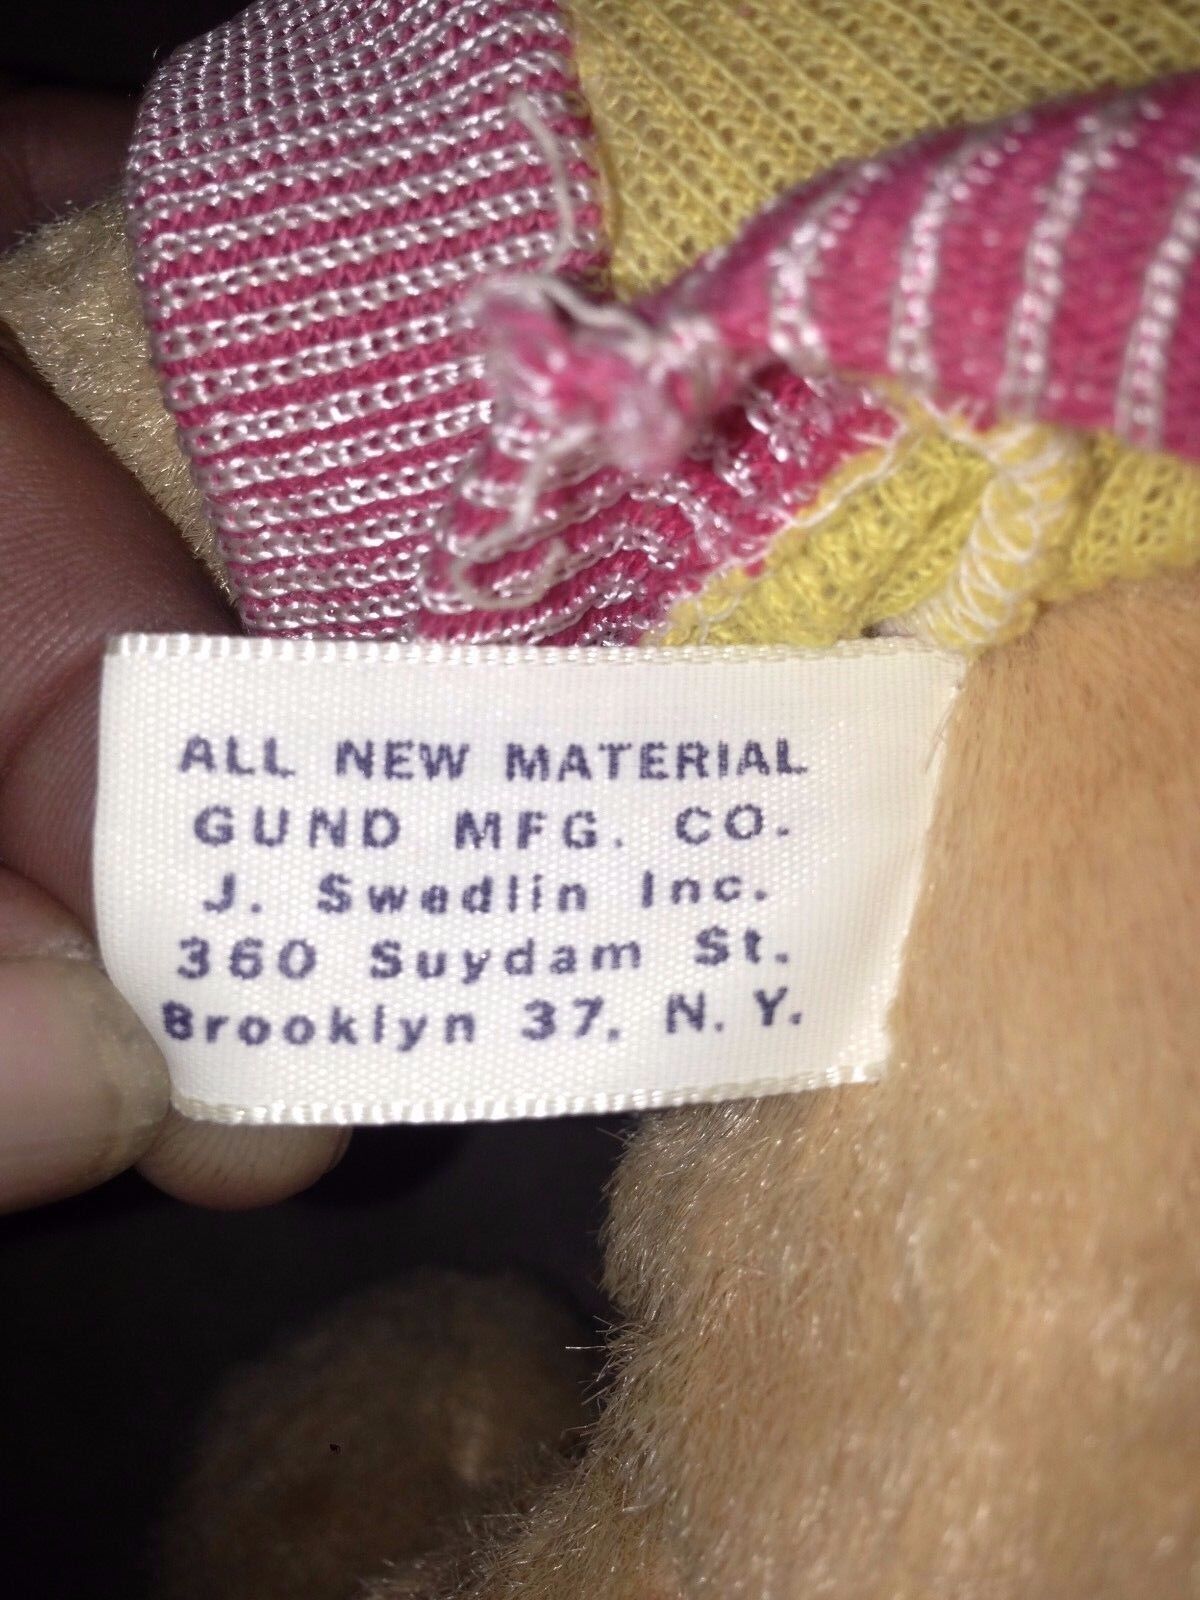 ALL NEW MATERIAL
GUND MFG. CO.
J. Swedlin Inc.
360 Suydam St.
Brooklyn 37, N. Y.